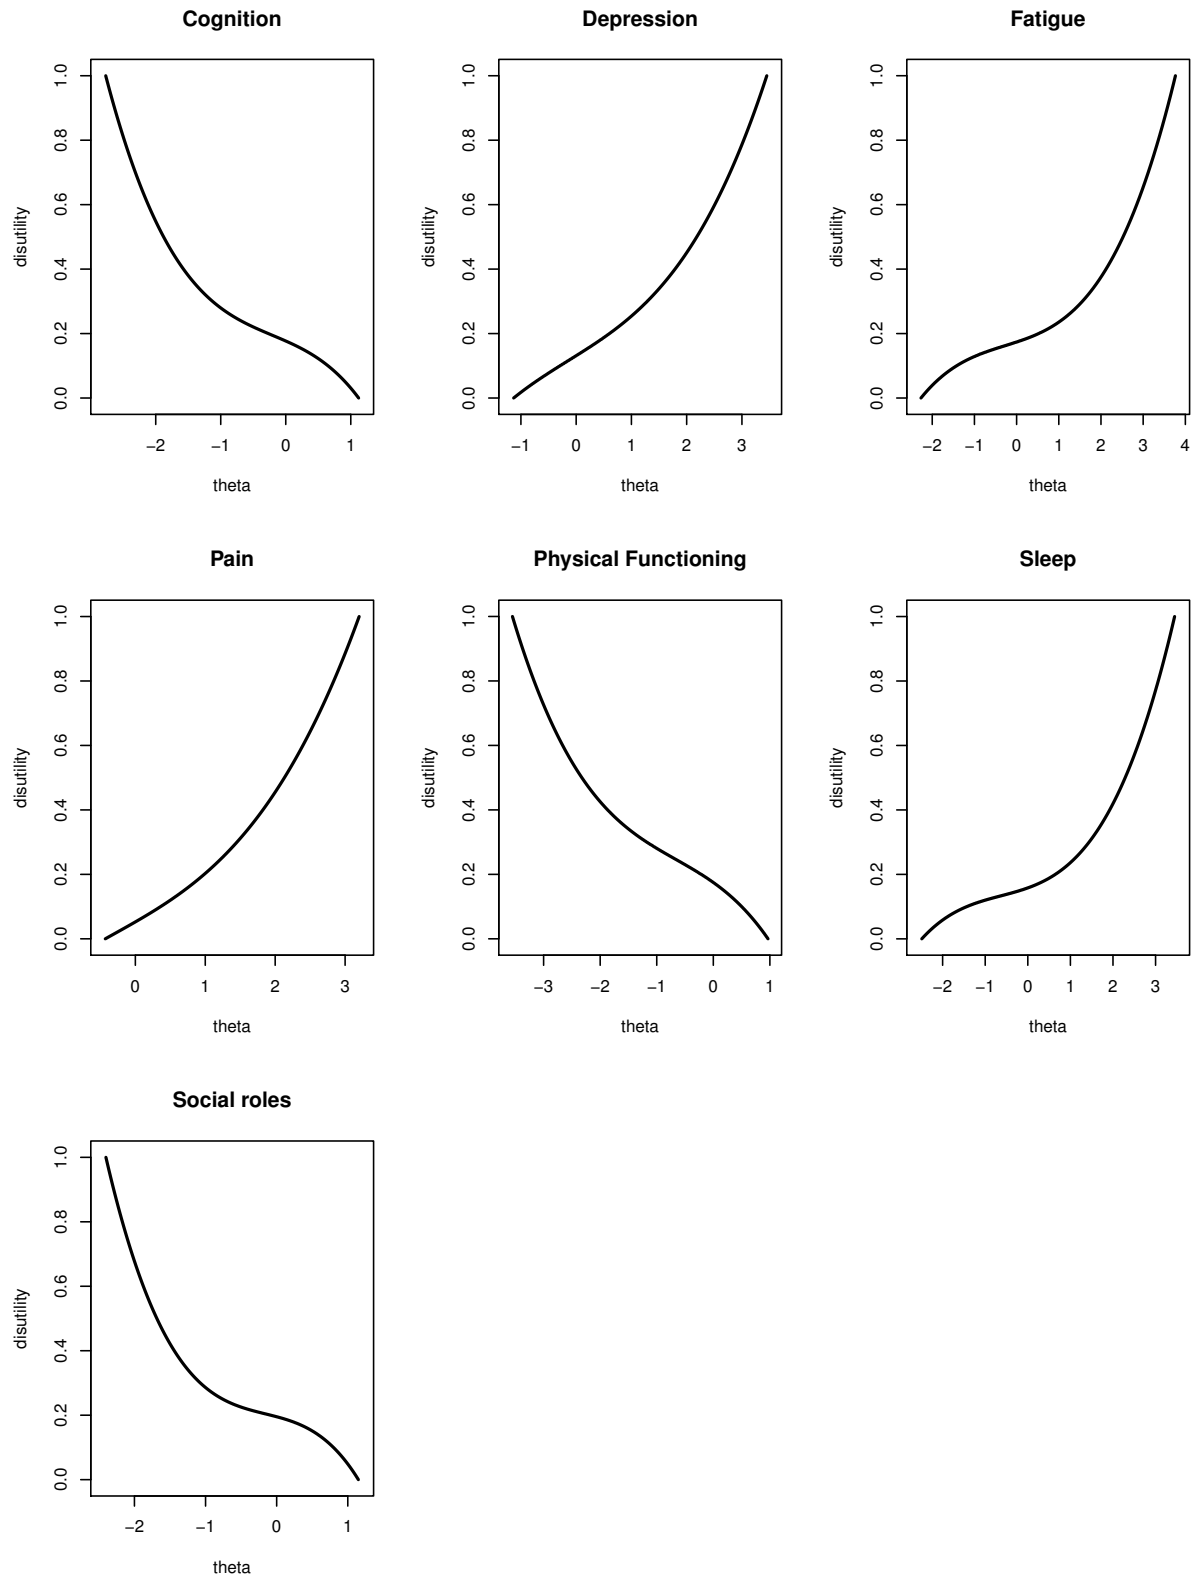 Cognition
disutility
1.0
0.8
0.6
0.4
0.2
0.0
−2 −1 0 1
theta
Depression
disutility
1.0
0.8
0.6
0.4
0.2
0.0
−1 0 1 2 3
theta
Fatigue
disutility
1.0
0.8
0.6
0.4
0.2
0.0
−2 −1 0 1 2 3 4
theta
Pain
disutility
1.0
0.8
0.6
0.4
0.2
0.0
0 1 2 3
theta
Physical Functioning
disutility
1.0
0.8
0.6
0.4
0.2
0.0
−3 −2 −1 0 1
theta
Sleep
disutility
1.0
0.8
0.6
0.4
0.2
0.0
−2 −1 0 1 2 3
theta
Social roles
disutility
1.0
0.8
0.6
0.4
0.2
0.0
−2 −1 0 1
theta